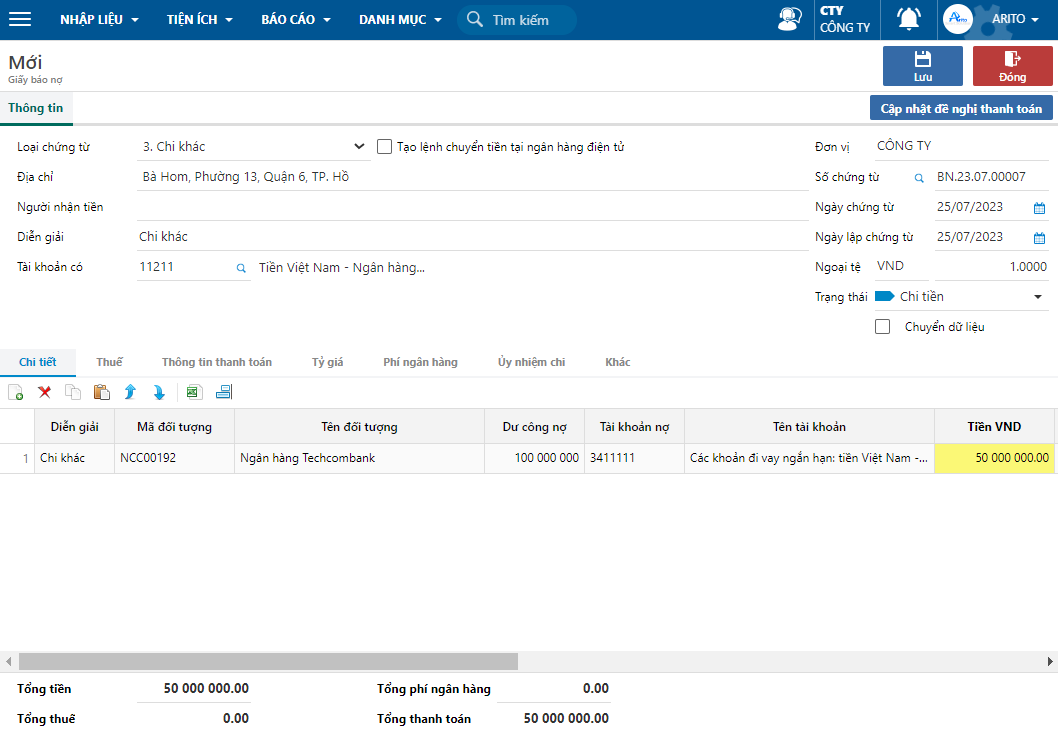 NHẬP LIỆU TIỆN ÍCH BÁO CÁO DANH MỤC Tìm kiếm CTY CÔNG TY Arito ARITO
Mới
Giấy báo nợ
Lưu Đóng
Thông tin Cập nhật đề nghị thanh toán
Loại chứng từ 3. Chi khác Tạo lệnh chuyển tiền tại ngân hàng điện tử Đơn vị CÔNG TY
Địa chỉ Bà Hom, Phường 13, Quận 6, TP. Hồ Số chứng từ BN.23.07.00007
Người nhận tiền Ngày chứng từ 25/07/2023
Diễn giải Chi khác Ngày lập chứng từ 25/07/2023
Tài khoản có 11211 Tiền Việt Nam - Ngân hàng... Ngoại tệ VND 1.0000
Trạng thái Chi tiền
Chuyển dữ liệu
Chi tiết Thuế Thông tin thanh toán Tỷ giá Phí ngân hàng Ủy nhiệm chi Khác
Diễn giải Mã đối tượng Tên đối tượng Dư công nợ Tài khoản nợ Tên tài khoản Tiền VND
1 Chi khác NCC00192 Ngân hàng Techcombank 100 000 000 3411111 Các khoản đi vay ngắn hạn: tiền Việt Nam -... 50 000 000.00
Tổng tiền 50 000 000.00 Tổng phí ngân hàng 0.00
Tổng thuế 0.00 Tổng thanh toán 50 000 000.00